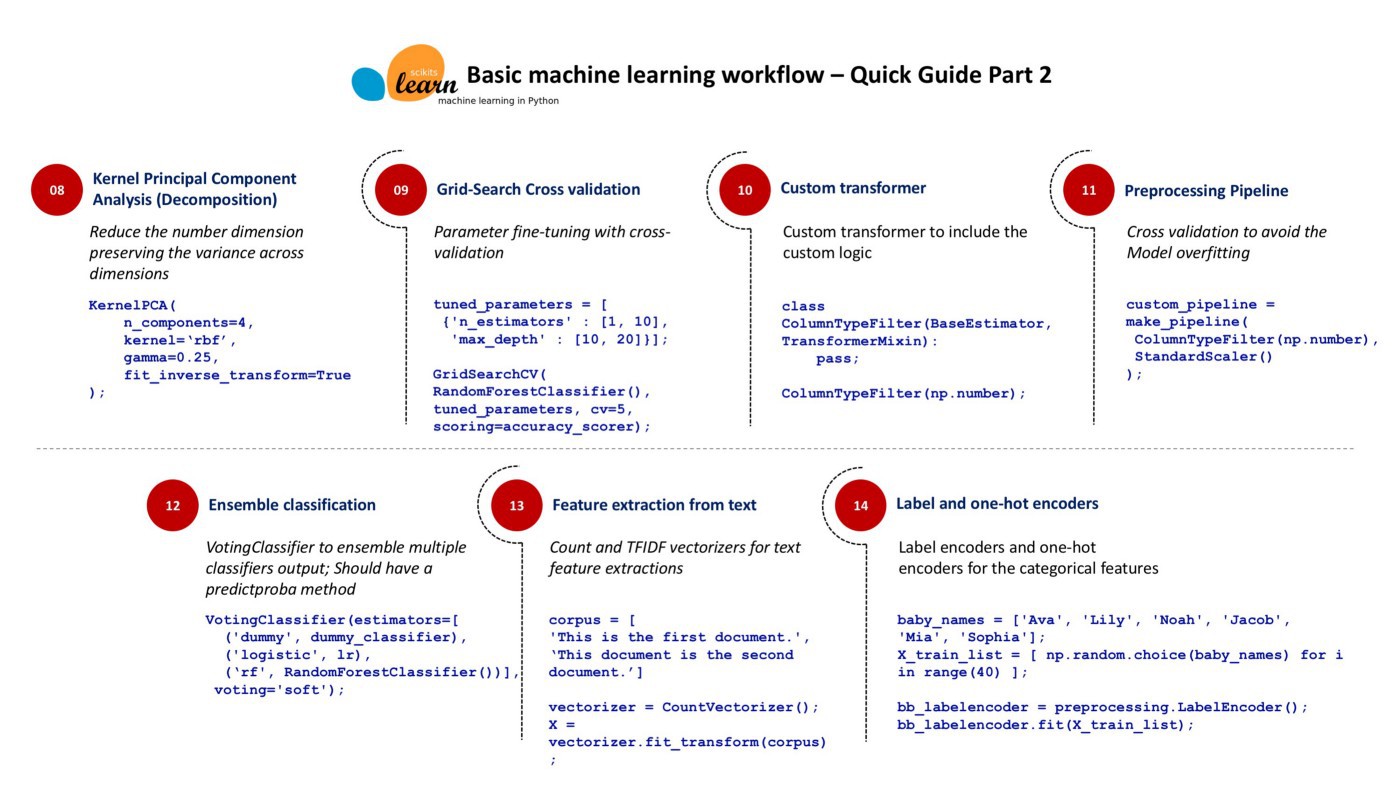 scikits
learn
machine learning in Python
Basic machine learning workflow – Quick Guide Part 2
08
Kernel Principal Component
Analysis (Decomposition)
Reduce the number dimension
preserving the variance across
dimensions
KernelPCA(
    n_components=4,
    kernel=‘rbf’,
    gamma=0.25,
    fit_inverse_transform=True
);
09
Grid-Search Cross validation
Parameter fine-tuning with cross-
validation
tuned_parameters = [
 {'n_estimators' : [1, 10],
  'max_depth' : [10, 20]}];
GridSearchCV(
RandomForestClassifier(),
tuned_parameters, cv=5,
scoring=accuracy_scorer);
10
Custom transformer
Custom transformer to include the
custom logic
class
ColumnTypeFilter(BaseEstimator,
TransformerMixin):
    pass;
ColumnTypeFilter(np.number);
11
Preprocessing Pipeline
Cross validation to avoid the
Model overfitting
custom_pipeline =
make_pipeline(
 ColumnTypeFilter(np.number),
 StandardScaler()
);
12
Ensemble classification
VotingClassifier to ensemble multiple
classifiers output; Should have a
predictproba method
VotingClassifier(estimators=[
  ('dummy', dummy_classifier),
  ('logistic', lr),
  ('rf', RandomForestClassifier())],
 voting='soft');
13
Feature extraction from text
Count and TFIDF vectorizers for text
feature extractions
corpus = [
'This is the first document.',
‘This document is the second
document.’]
vectorizer = CountVectorizer();
X =
vectorizer.fit_transform(corpus)
;
14
Label and one-hot encoders
Label encoders and one-hot
encoders for the categorical features
baby_names = ['Ava', 'Lily', 'Noah', 'Jacob',
'Mia', 'Sophia'];
X_train_list = [ np.random.choice(baby_names) for i
in range(40) ];
bb_labelencoder = preprocessing.LabelEncoder();
bb_labelencoder.fit(X_train_list);